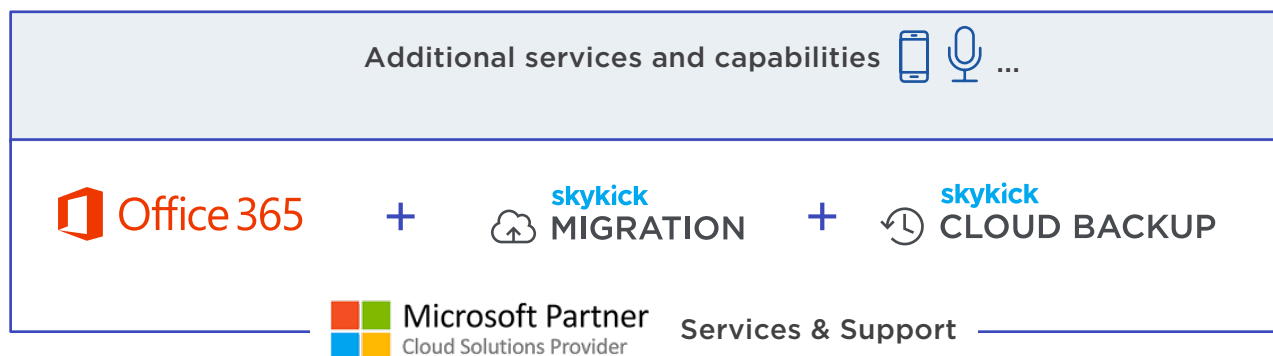 Additional services and capabilities ...
Office 365 + skykick MIGRATION + skykick CLOUD BACKUP
Microsoft Partner
Cloud Solutions Provider
Services & Support